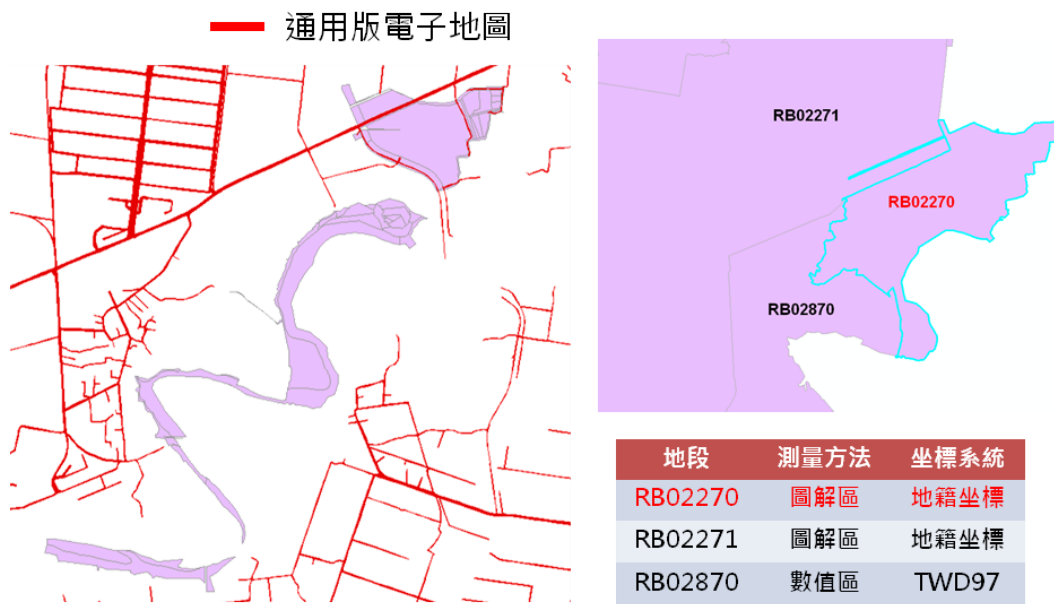 通用版電子地圖
RB02271
RB02270
RB02870
地段 測量方法 坐標系統
RB02270 圖解區 地籍坐標
RB02271 圖解區 地籍坐標
RB02870 數值區 TWD97